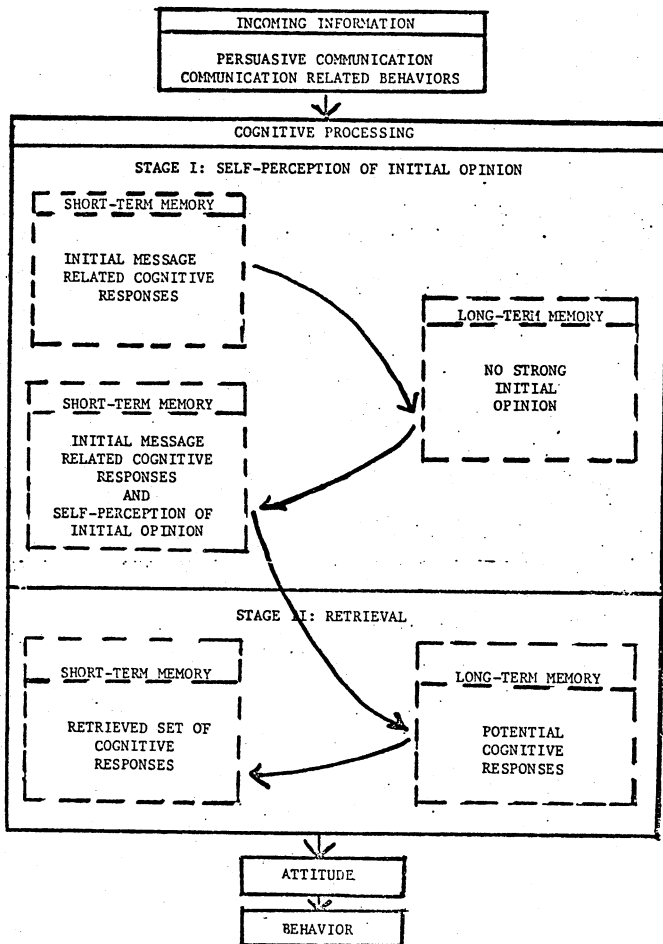 INCOMING INFORMATION
PERSUASIVE COMMUNICATION
COMMUNICATION RELATED BEHAVIORS
COGNITIVE PROCESSING
STAGE I: SELF-PERCEPTION OF INITIAL OPINION
SHORT-TERM MEMORY
INITIAL MESSAGE
RELATED COGNITIVE
RESPONSES
LONG-TERM MEMORY
NO STRONG
INITIAL
OPINION
SHORT-TERM MEMORY
INITIAL MESSAGE
RELATED COGNITIVE
RESPONSES
AND
SELF-PERCEPTION OF
INITIAL OPINION
STAGE II: RETRIEVAL
SHORT-TERM MEMORY
RETRIEVED SET OF
COGNITIVE
RESPONSES
LONG-TERM MEMORY
POTENTIAL
COGNITIVE
RESPONSES
ATTITUDE
BEHAVIOR